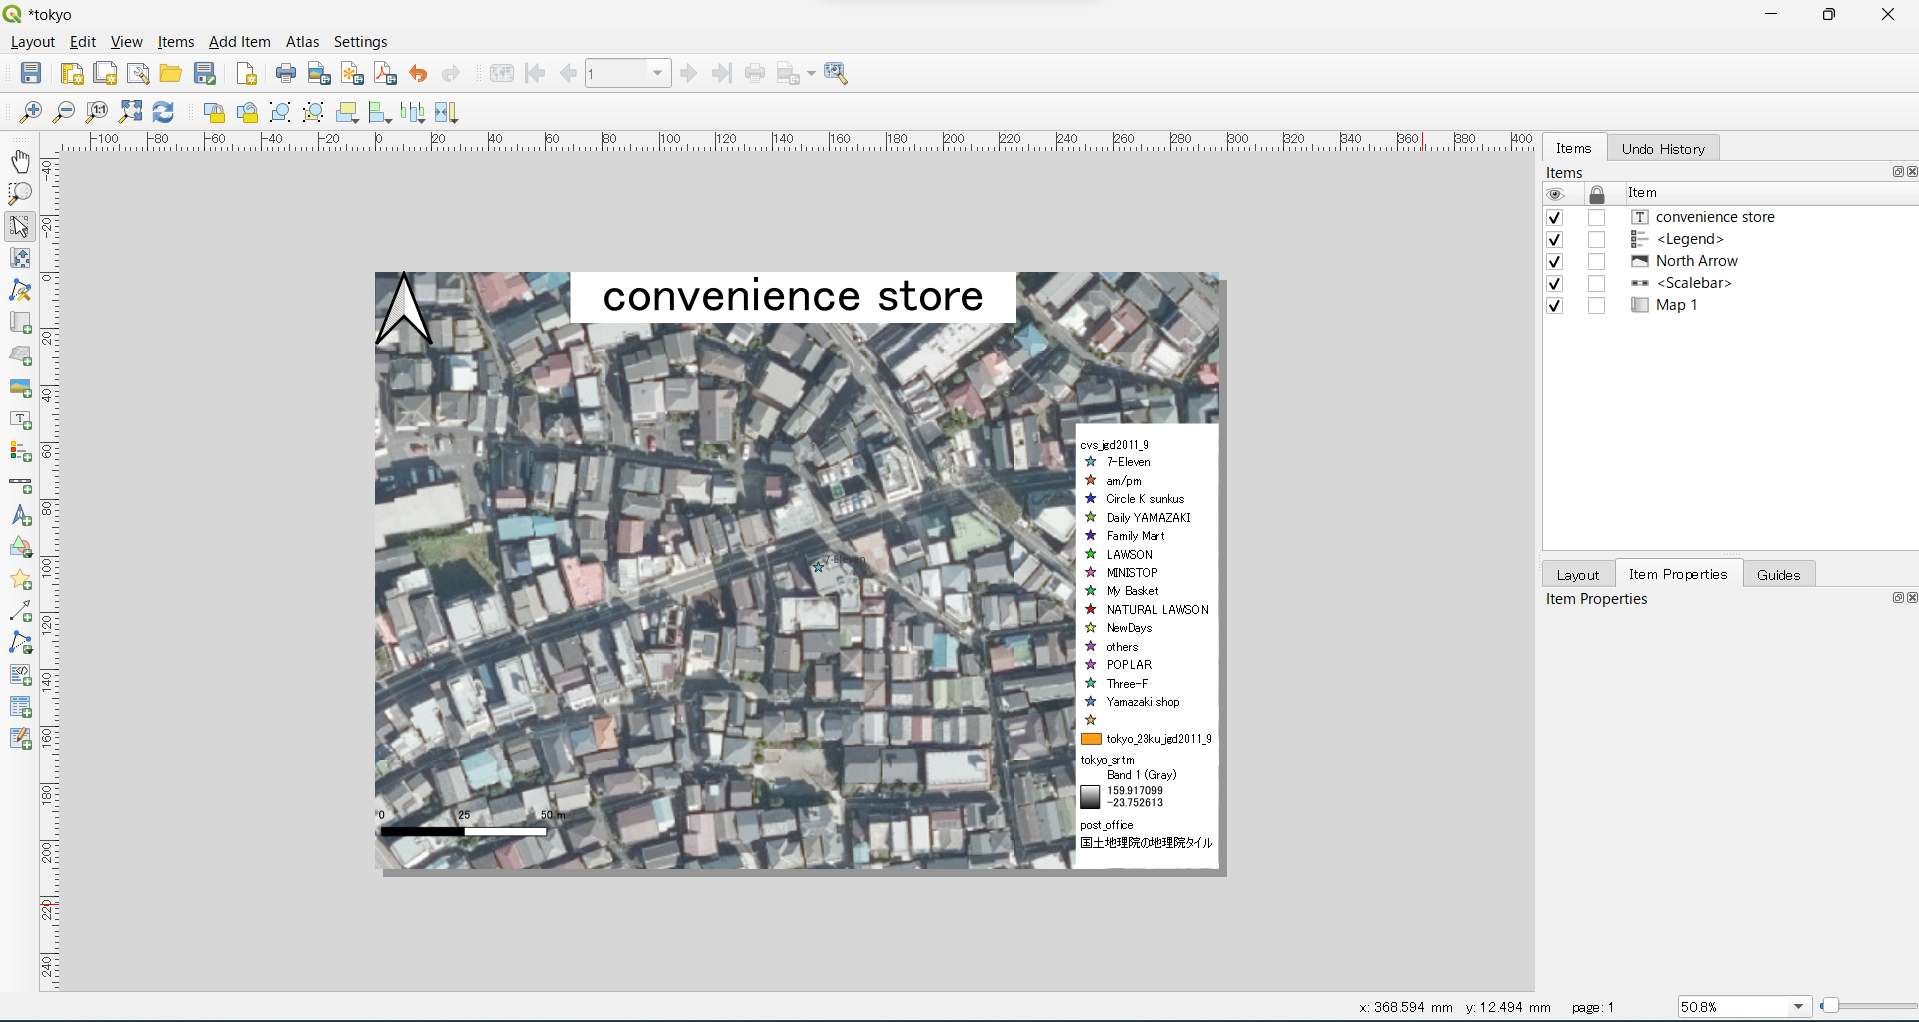 *tokyo
Layout Edit View Items Add Item Atlas Settings
1
-100 -80 -60 -40 -20 0 20 40 60 80 100 120 140 160 180 200 220 240 260 280 300 320 340 360 380 400
-40
-20
0
20
40
60
80
100
120
140
160
180
200
220
240
convenience store
7-Eleven
0 25 50 m
cvs_jgd2011_9
7-Eleven
am/pm
Circle K sunkus
Daily YAMAZAKI
Family Mart
LAWSON
MINISTOP
My Basket
NATURAL LAWSON
NewDays
others
POPLAR
Three-F
Yamazaki shop
tokyo_23ku_jgd2011_9
tokyo_srtm
Band 1 (Gray)
159.917099
-23.752613
post_office
国土地理院の地理院タイル
Items Undo History
Items
Item
convenience store
<Legend>
North Arrow
<Scalebar>
Map 1
Layout Item Properties Guides
Item Properties
x: 368.594 mm y: 12.494 mm page: 1 50.8%